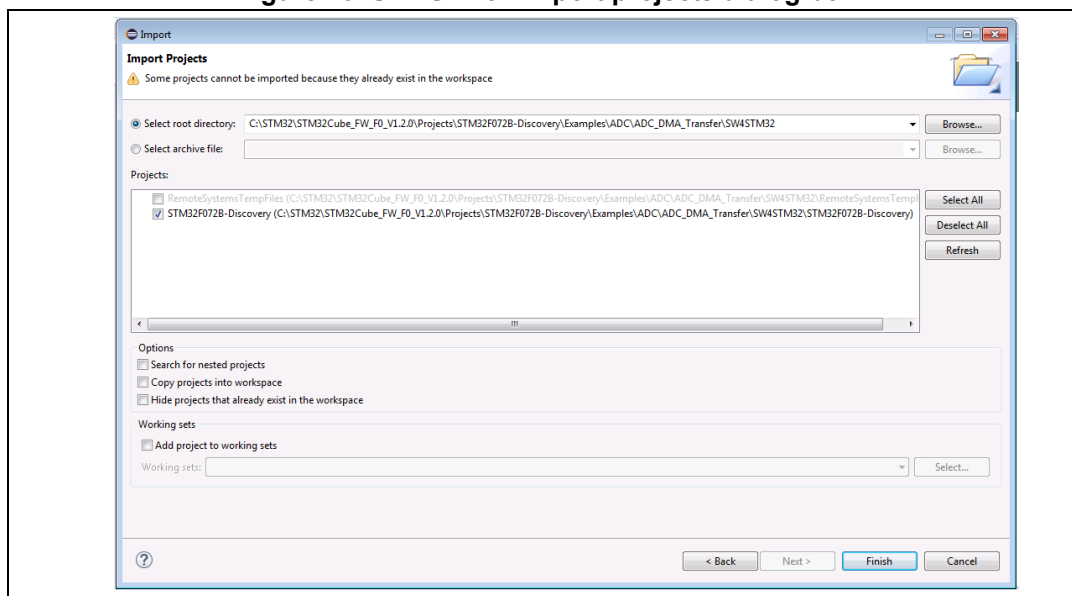 Import
Import Projects
Some projects cannot be imported because they already exist in the workspace
Select root directory: C:\STM32\STM32Cube_FW_F0_V1.2.0\Projects\STM32F072B-Discovery\Examples\ADC\ADC_DMA_Transfer\SW4STM32 Browse...
Select archive file: Browse...
Projects:
RemoteSystemsTempFiles (C:\STM32\STM32Cube_FW_F0_V1.2.0\Projects\STM32F072B-Discovery\Examples\ADC\ADC_DMA_Transfer\SW4STM32\RemoteSystemsTempl Select All
STM32F072B-Discovery (C:\STM32\STM32Cube_FW_F0_V1.2.0\Projects\STM32F072B-Discovery\Examples\ADC\ADC_DMA_Transfer\SW4STM32\STM32F072B-Discovery)
Deselect All
Refresh
Options
Search for nested projects
Copy projects into workspace
Hide projects that already exist in the workspace
Working sets
Add project to working sets
Working sets: Select...
? < Back Next > Finish Cancel